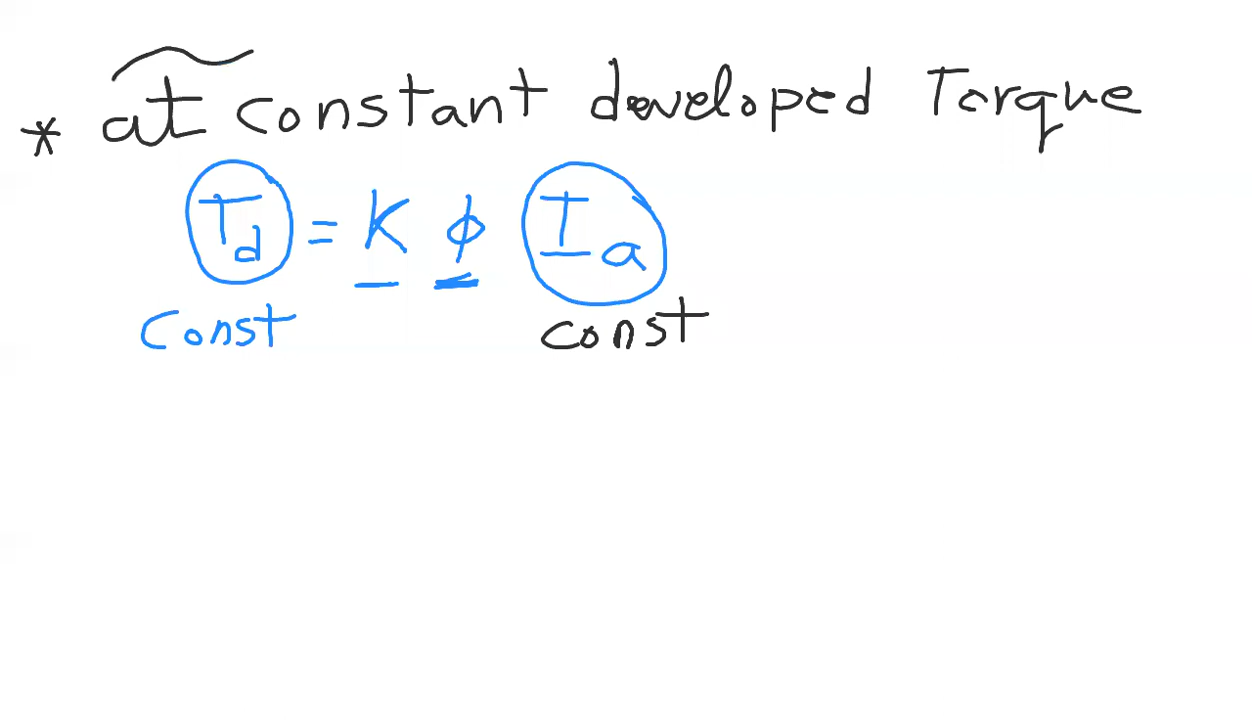 * at constant developed Torque
Td = K ϕ Ia
Const const